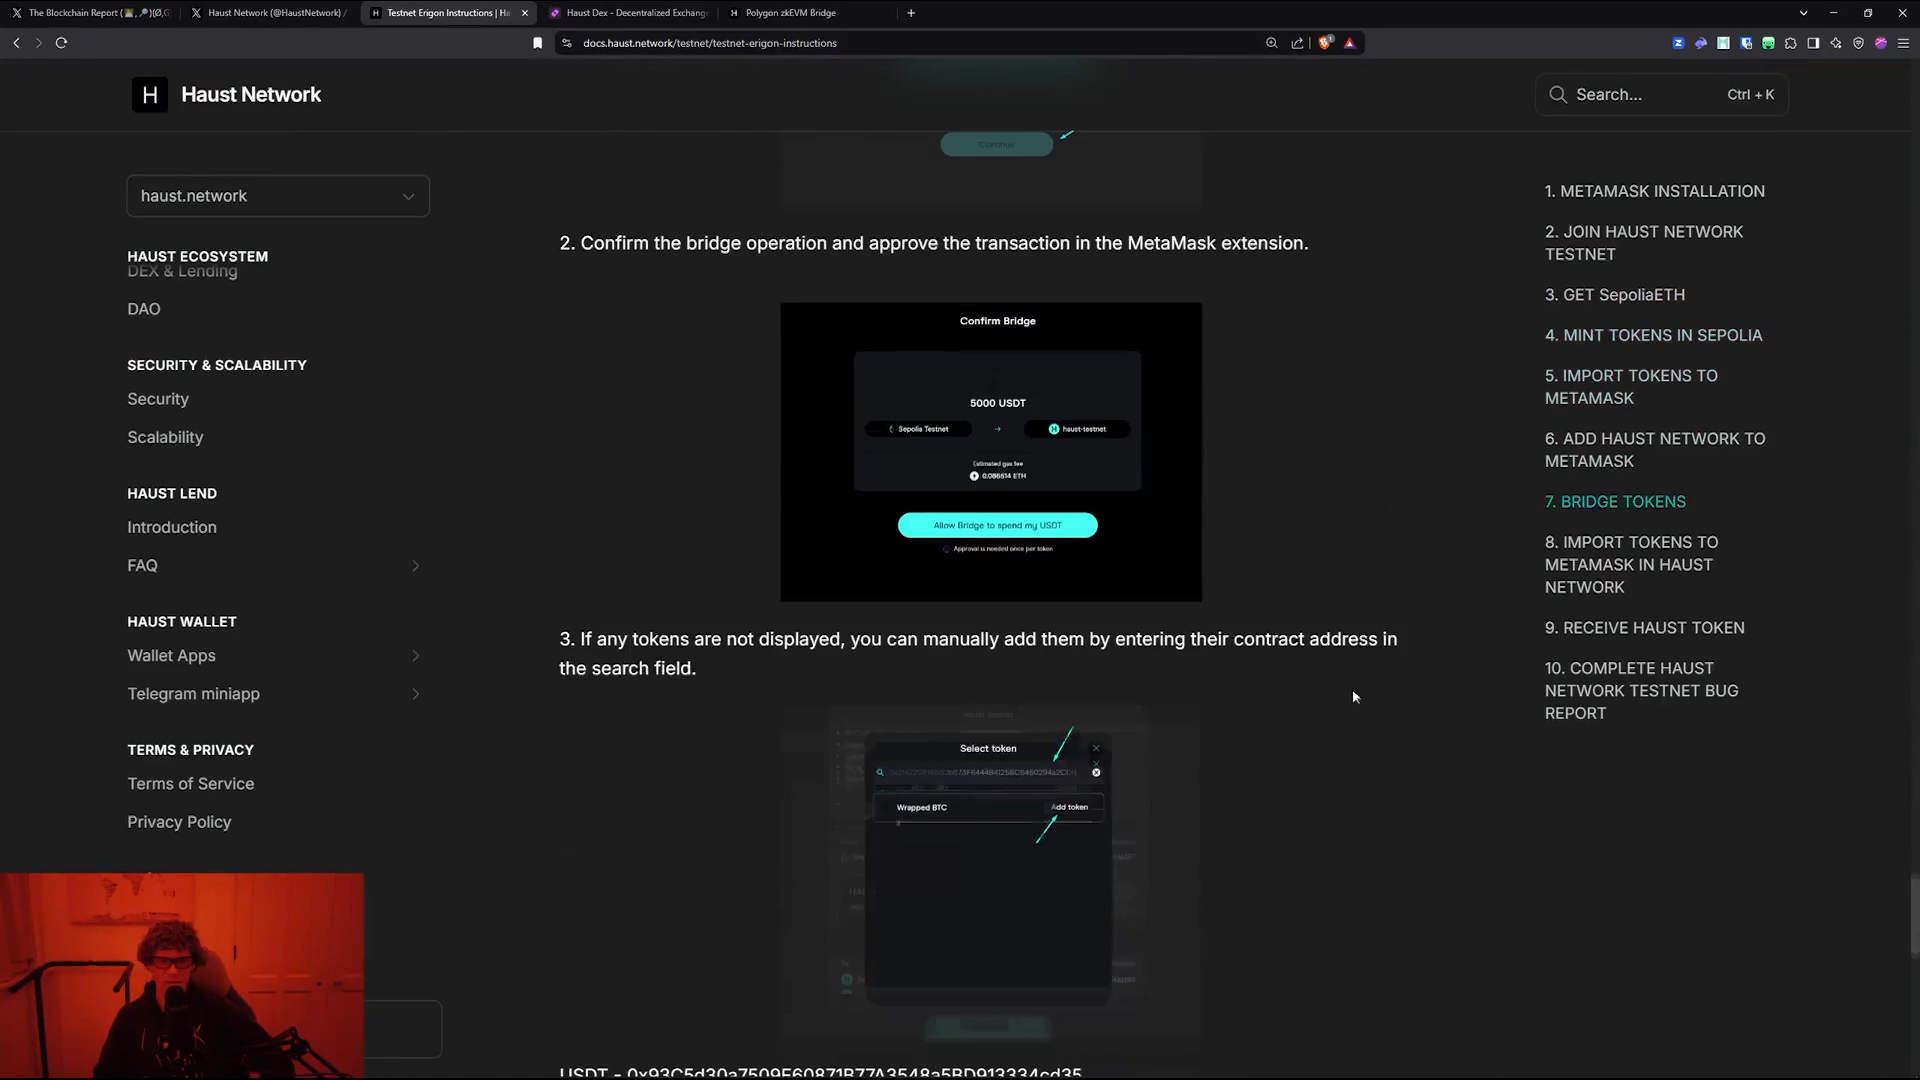 The Blockchain Report (
Haust Network (@HaustNetwork) /
Testnet Erigon Instructions | Ha
Haust Dex - Decentralized Exchang
Polygon zkEVM Bridge
docs.haust.network/testnet/testnet-erigon-instructions
H Haust Network
Search... Ctrl + K
haust.network
HAUST ECOSYSTEM
DEX & Lending
DAO
SECURITY & SCALABILITY
Security
Scalability
HAUST LEND
Introduction
FAQ
HAUST WALLET
Wallet Apps
Telegram miniapp
TERMS & PRIVACY
Terms of Service
Privacy Policy
Continue
2. Confirm the bridge operation and approve the transaction in the MetaMask extension.
Confirm Bridge
5000 USDT
Sepolia Testnet → haust-testnet
Estimated gas fee
0.086514 ETH
Allow Bridge to spend my USDT
Approval is needed once per token
3. If any tokens are not displayed, you can manually add them by entering their contract address in
the search field.
Select token
Wrapped BTC Add token
USDT - 0x93C5d30a7509F60871B77A3548a5BD913334cd35
1. METAMASK INSTALLATION
2. JOIN HAUST NETWORK
TESTNET
3. GET SepoliaETH
4. MINT TOKENS IN SEPOLIA
5. IMPORT TOKENS TO
METAMASK
6. ADD HAUST NETWORK TO
METAMASK
7. BRIDGE TOKENS
8. IMPORT TOKENS TO
METAMASK IN HAUST
NETWORK
9. RECEIVE HAUST TOKEN
10. COMPLETE HAUST
NETWORK TESTNET BUG
REPORT